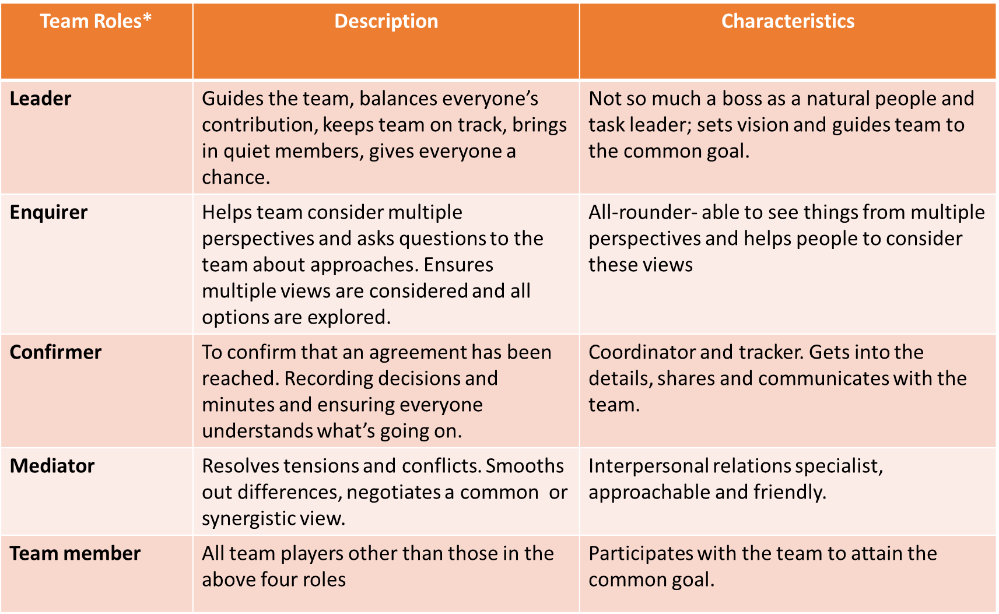 Team Roles*
Description
Characteristics
Leader
Guides the team, balances everyone’s
contribution, keeps team on track, brings
in quiet members, gives everyone a
chance.
Not so much a boss as a natural people and
task leader; sets vision and guides team to
the common goal.
Enquirer
Helps team consider multiple
perspectives and asks questions to the
team about approaches. Ensures
multiple views are considered and all
options are explored.
All-rounder- able to see things from multiple
perspectives and helps people to consider
these views
Confirmer
To confirm that an agreement has been
reached. Recording decisions and
minutes and ensuring everyone
understands what’s going on.
Coordinator and tracker. Gets into the
details, shares and communicates with the
team.
Mediator
Resolves tensions and conflicts. Smooths
out differences, negotiates a common  or
synergistic view.
Interpersonal relations specialist,
approachable and friendly.
Team member
All team players other than those in the
above four roles
Participates with the team to attain the
common goal.